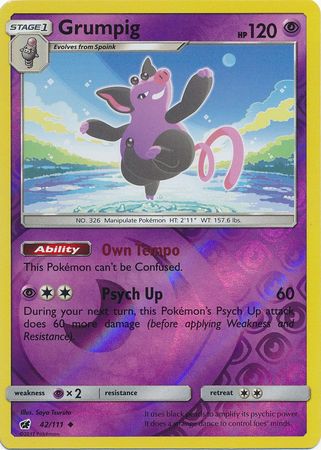 STAGE 1 Grumpig HP 120
Evolves from Spoink
NO. 326 Manipulate Pokémon HT: 2'11" WT: 157.6 lbs.
Ability Own Tempo
This Pokémon can't be Confused.
Psych Up 60
During your next turn, this Pokémon's Psych Up attack
does 60 more damage (before applying Weakness and
Resistance).
weakness ×2 resistance retreat
Illus. Saya Tsuruta
42/111
It uses black pearls to amplify its psychic power.
It does a strange dance to control foes' minds.
©2017 Pokémon